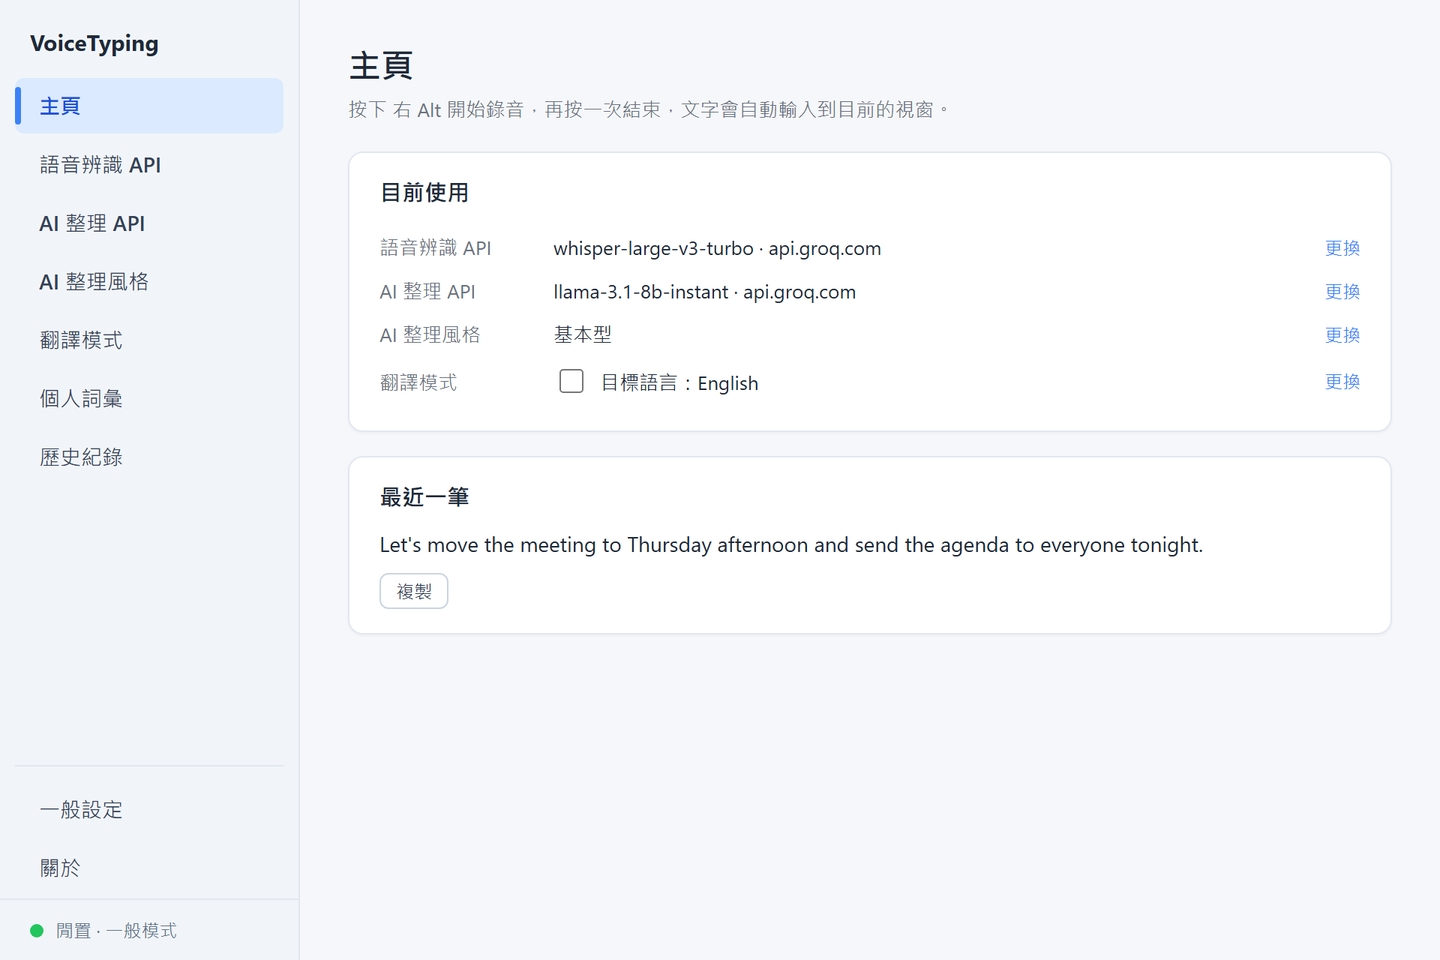 VoiceTyping
主頁
語音辨識 API
AI 整理 API
AI 整理風格
翻譯模式
個人詞彙
歷史紀錄
一般設定
關於
閒置 · 一般模式
主頁
按下 右 Alt 開始錄音，再按一次結束，文字會自動輸入到目前的視窗。
目前使用
語音辨識 API whisper-large-v3-turbo · api.groq.com 更換
AI 整理 API llama-3.1-8b-instant · api.groq.com 更換
AI 整理風格 基本型 更換
翻譯模式 目標語言：English 更換
最近一筆
Let's move the meeting to Thursday afternoon and send the agenda to everyone tonight.
複製